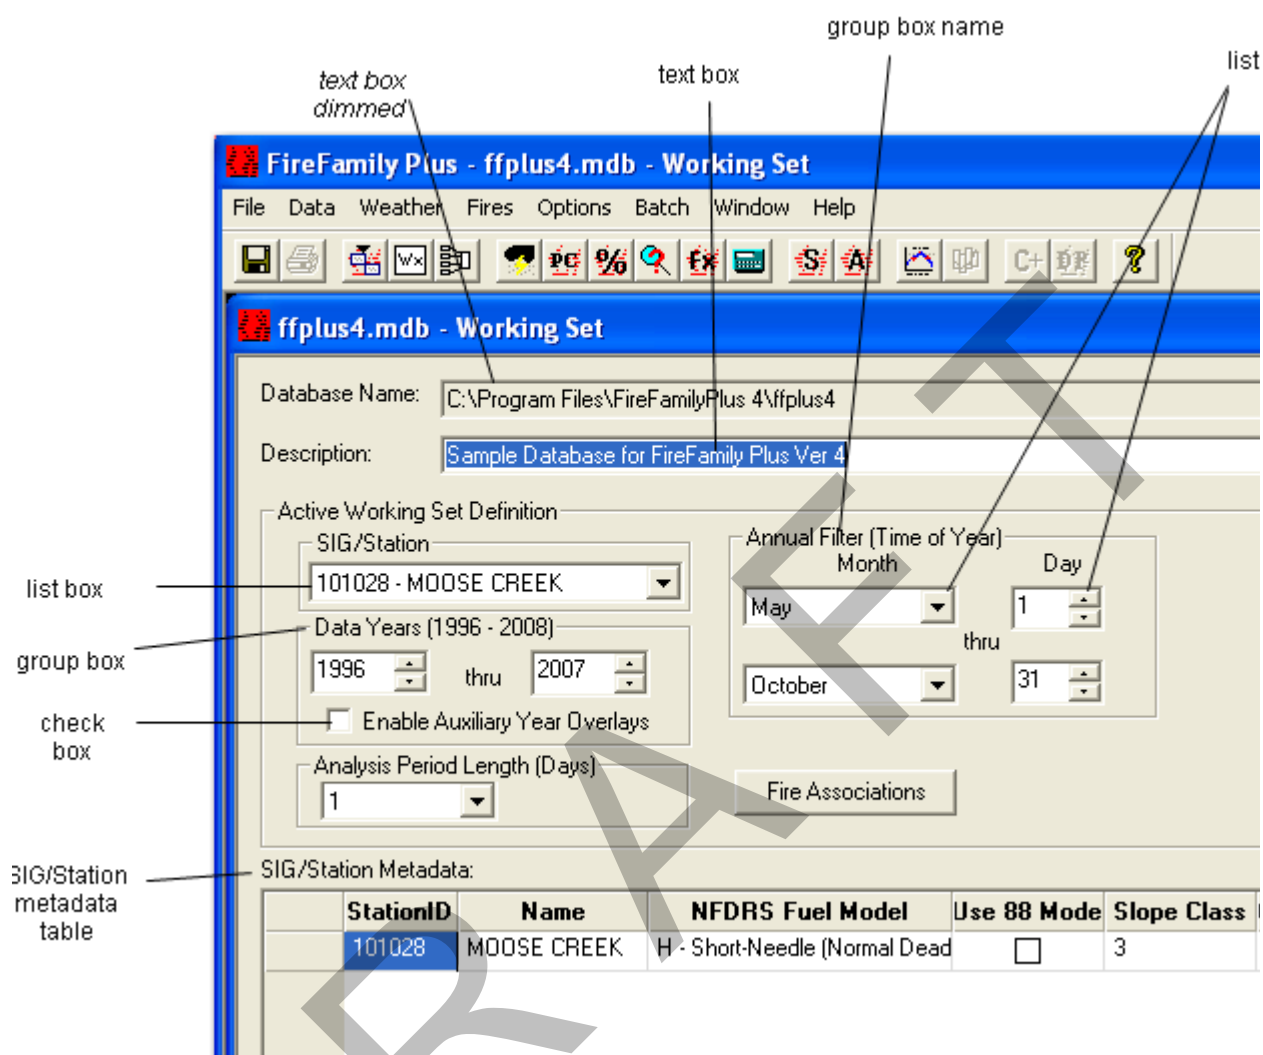 group box name
list
text box
dimmed
text box
FireFamily Plus - ffplus4.mdb - Working Set
File Data Weather Fires Options Batch Window Help
Wx PC % Ex S A C+ DR ?
ffplus4.mdb - Working Set
Database Name: C:\Program Files\FireFamilyPlus 4\ffplus4
Description: Sample Database for FireFamily Plus Ver 4
Active Working Set Definition
SIG/Station
101028 - MOOSE CREEK
list box
Data Years (1996 - 2008)
group box
1996 thru 2007
check
box
Enable Auxiliary Year Overlays
Analysis Period Length (Days)
1
Annual Filter (Time of Year)
Month Day
May 1
thru
October 31
Fire Associations
SIG/Station
metadata
table
SIG/Station Metadata:
StationID Name NFDRS Fuel Model Use 88 Mode Slope Class
101028 MOOSE CREEK H - Short-Needle (Normal Dead 3
RAFT